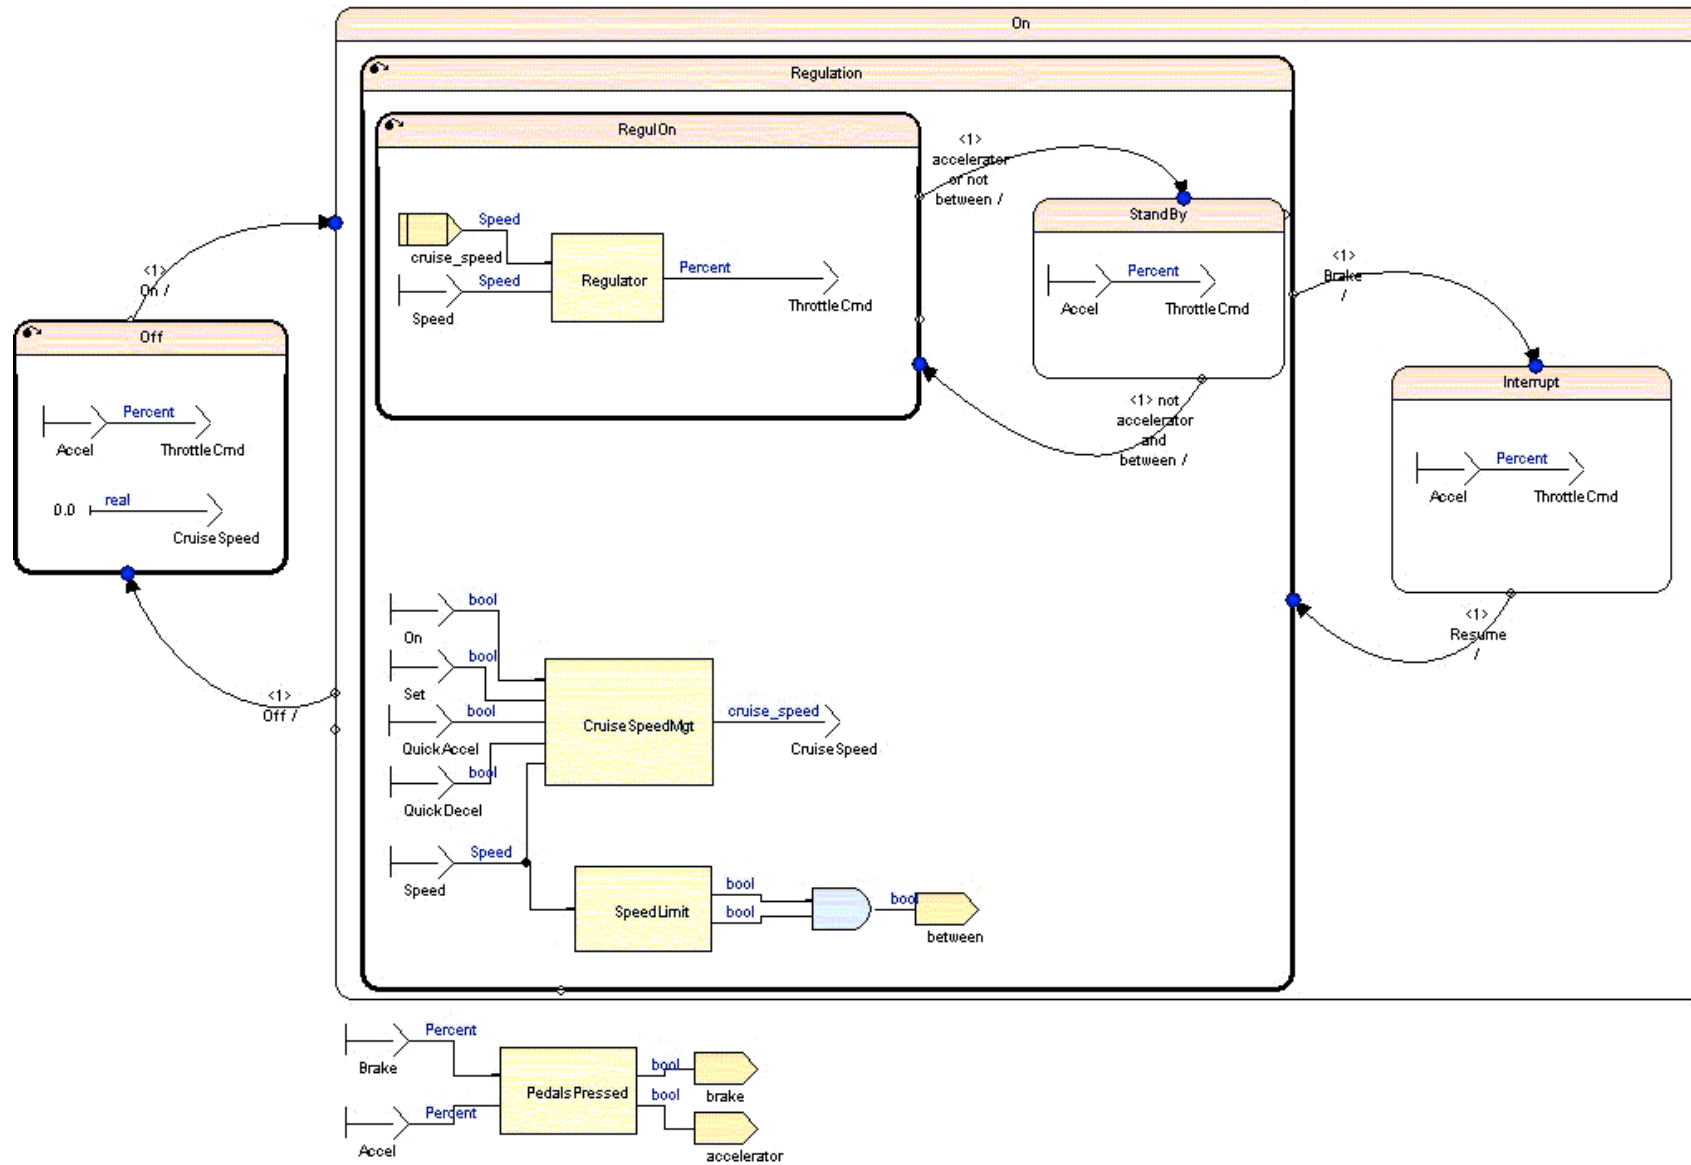 On
Regulation
RegulOn
<1>
accelerator
or not
between /
Speed
cruise_speed
Speed
Speed
Regulator
Percent
ThrottleCmd
StandBy
Percent
Accel
ThrottleCmd
<1> not
accelerator
and
between /
<1>
Brake
/
Interrupt
Percent
Accel
ThrottleCmd
<1>
Resume
/
<1>
On /
Off
Percent
Accel
ThrottleCmd
0.0
real
CruiseSpeed
<1>
Off /
bool
On
bool
Set
bool
QuickAccel
bool
QuickDecel
CruiseSpeedMgt
cruise_speed
CruiseSpeed
Speed
Speed
SpeedLimit
bool
bool
bool
between
Percent
Brake
Percent
Accel
PedalsPressed
bool
brake
bool
accelerator